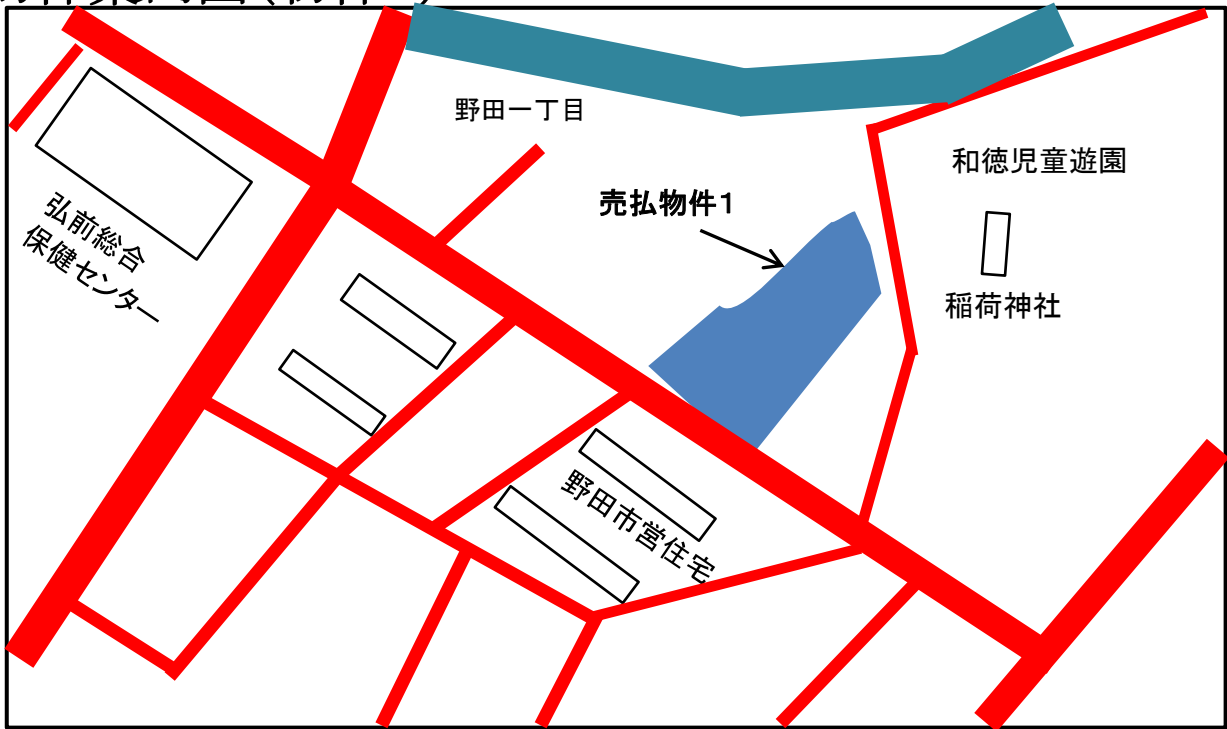 野田一丁目
和徳児童遊園
売払物件1
弘前総合
保健センター
稲荷神社
野田市営住宅